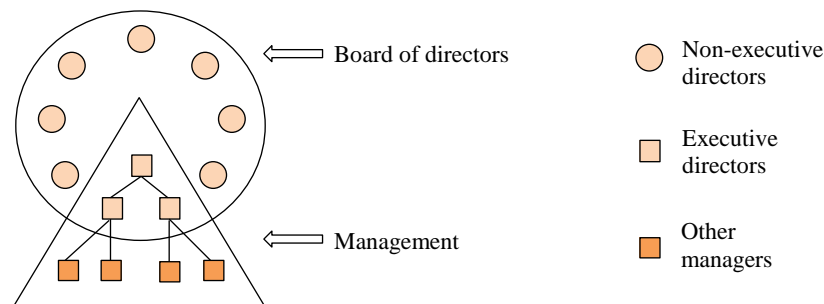 Board of directors
Management
Non-executive
directors
Executive
directors
Other
managers